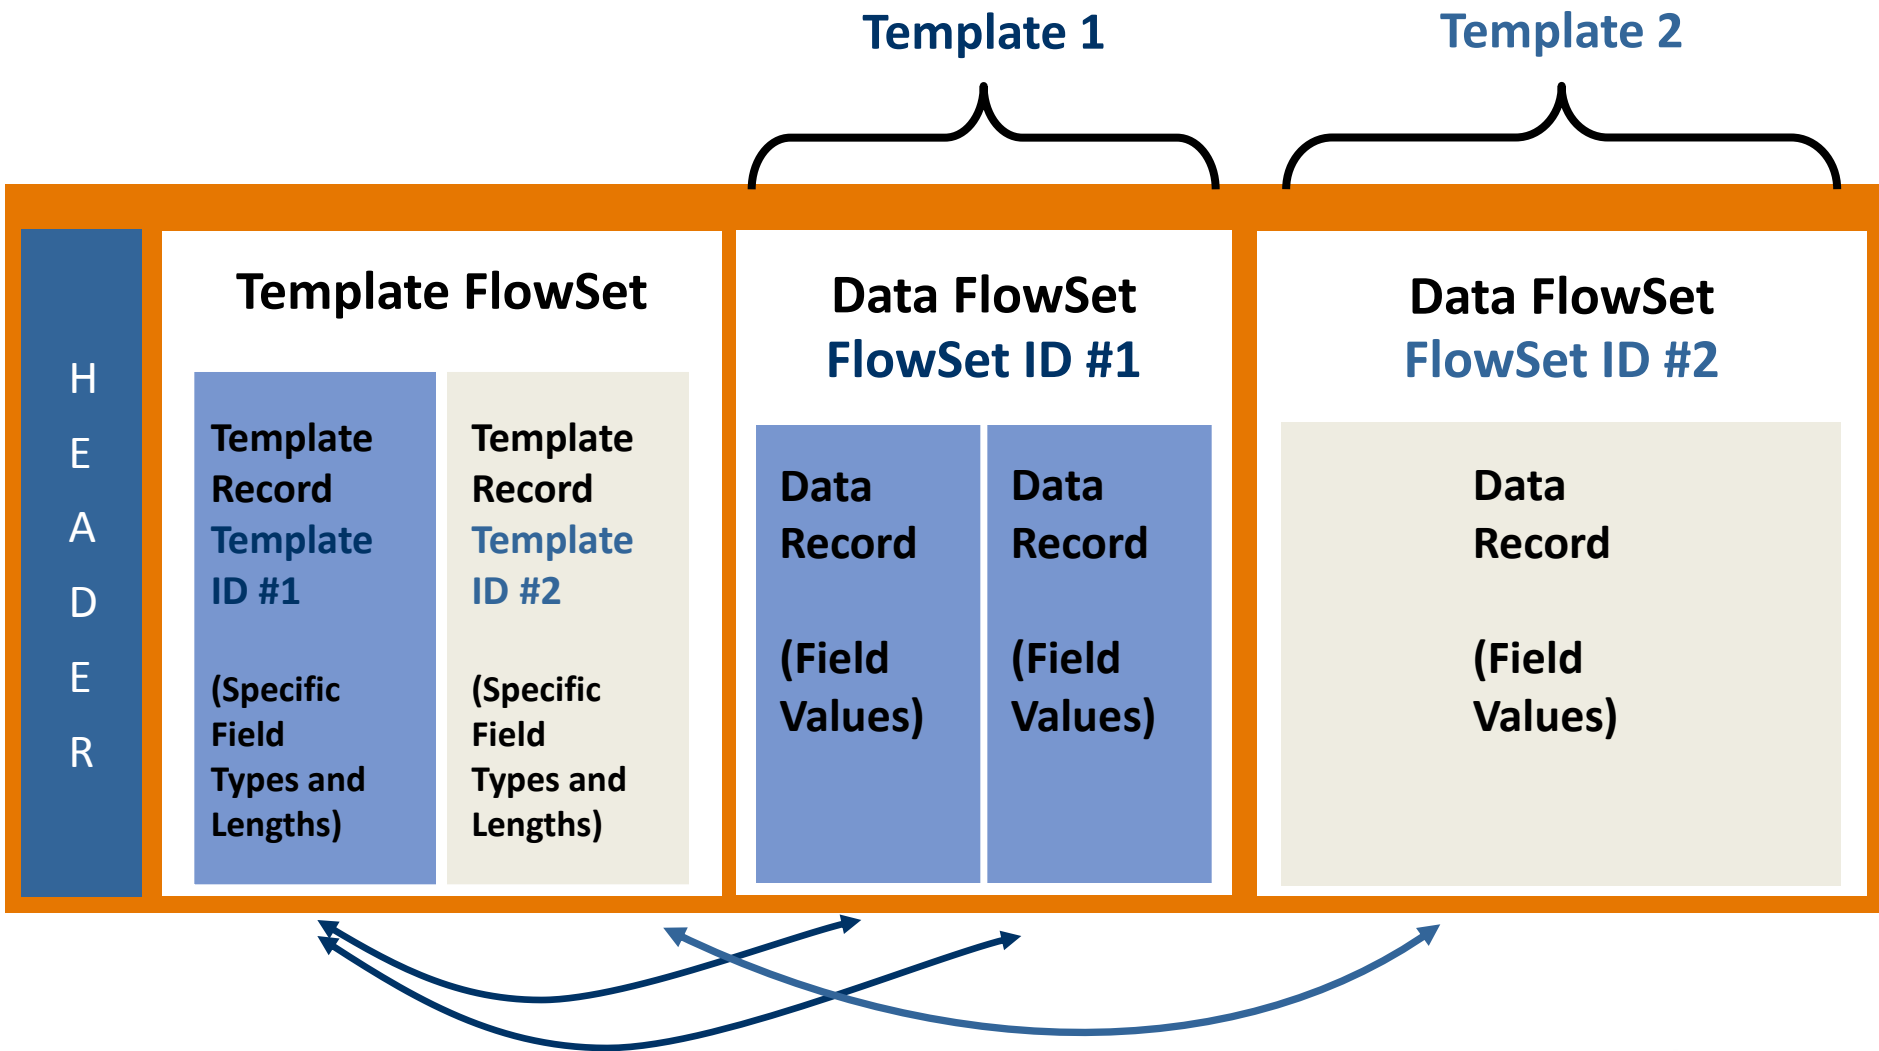 Template 1
Template 2
H
E
A
D
E
R
Template FlowSet
Template
Record
Template
ID #1
(Specific
Field
Types and
Lengths)
Template
Record
Template
ID #2
(Specific
Field
Types and
Lengths)
Data FlowSet
FlowSet ID #1
Data
Record
(Field
Values)
Data
Record
(Field
Values)
Data FlowSet
FlowSet ID #2
Data
Record
(Field
Values)